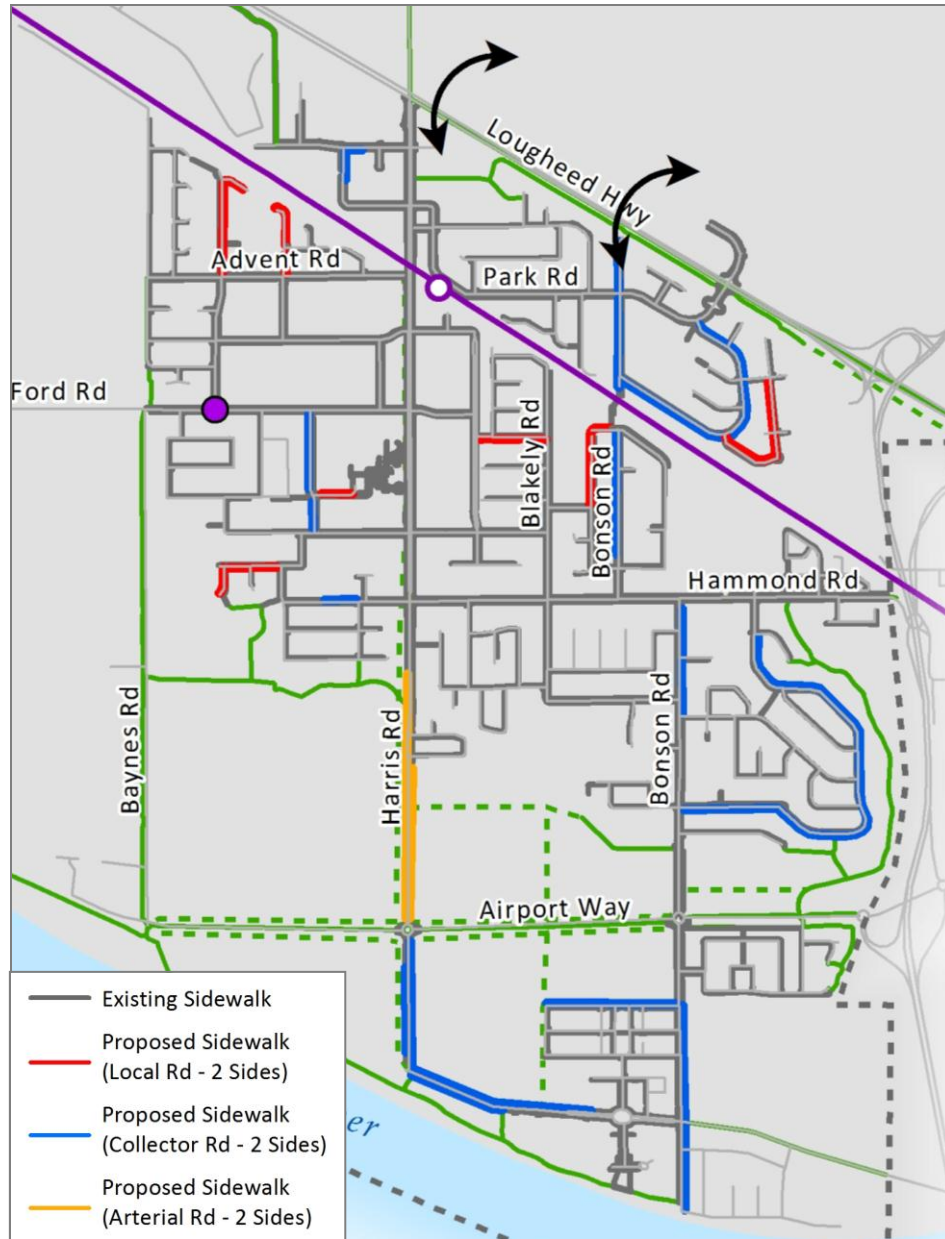 Lougheed Hwy
Advent Rd
Park Rd
Ford Rd
Blakely Rd
Bonson Rd
Hammond Rd
Baynes Rd
Harris Rd
Bonson Rd
Airport Way
er
Existing Sidewalk
Proposed Sidewalk
(Local Rd - 2 Sides)
Proposed Sidewalk
(Collector Rd - 2 Sides)
Proposed Sidewalk
(Arterial Rd - 2 Sides)